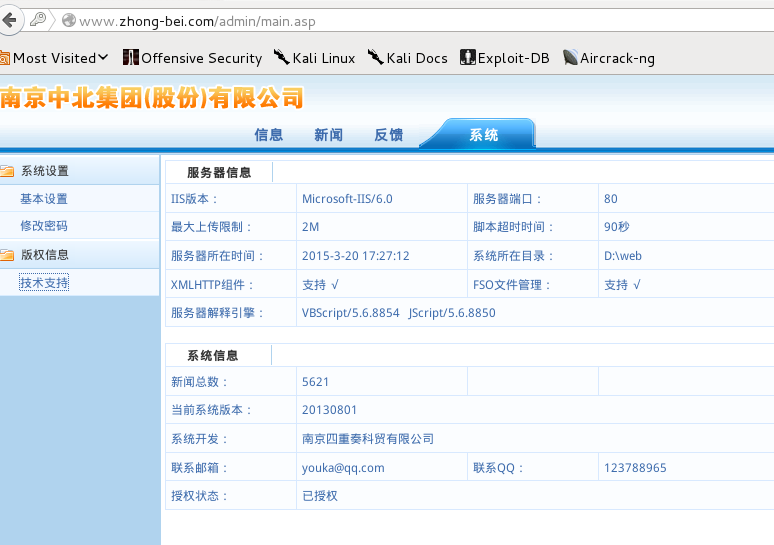 www.zhong-bei.com/admin/main.asp
Most Visited Offensive Security Kali Linux Kali Docs Exploit-DB Aircrack-ng
南京中北集团(股份)有限公司
信息 新闻 反馈 系统
系统设置
基本设置
修改密码
版权信息
技术支持
服务器信息
IIS版本： Microsoft-IIS/6.0 服务器端口： 80
最大上传限制： 2M 脚本超时时间： 90秒
服务器所在时间： 2015-3-20 17:27:12 系统所在目录： D:\web
XMLHTTP组件： 支持 √ FSO文件管理： 支持 √
服务器解释引擎： VBScript/5.6.8854 JScript/5.6.8850
系统信息
新闻总数： 5621
当前系统版本： 20130801
系统开发： 南京四重奏科贸有限公司
联系邮箱： youka@qq.com 联系QQ： 123788965
授权状态： 已授权